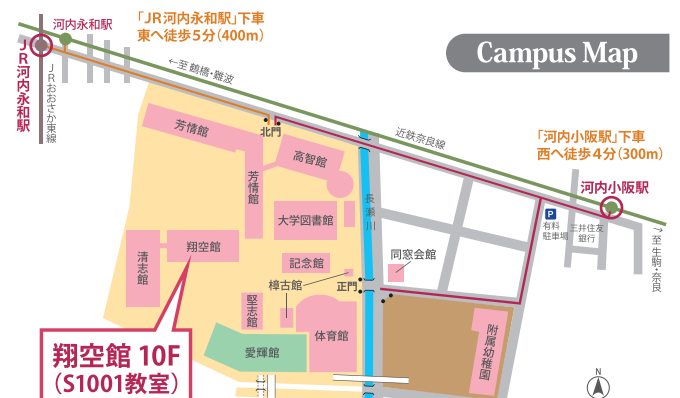 Campus Map
河内永和駅
「JR河内永和駅」下車
東へ徒歩5分(400m)
JR河内永和駅
JRおおさか東線
←至 鶴橋・難波
近鉄奈良線
「河内小阪駅」下車
西へ徒歩4分(300m)
河内小阪駅
→至 生駒・奈良
北門
芳情館
高智館
芳情館
長瀬川
大学図書館
P
有料
駐車場
三井住友
銀行
翔空館
清志館
記念館
同窓会館
樟古館
正門
堅志館
体育館
愛輝館
附属幼稚園
翔空館 10F
(S1001教室)
N